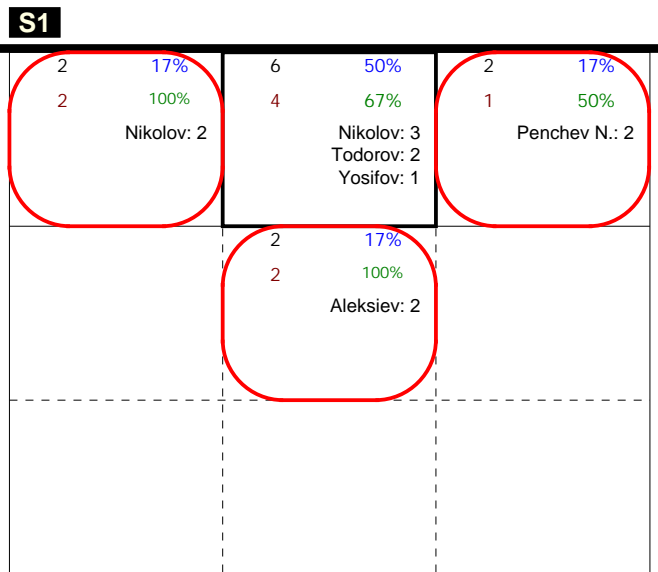 S1
2 17% 6 50% 2 17%
2 100% 4 67% 1 50%
Nikolov: 2 Nikolov: 3 Penchev N.: 2
Todorov: 2
Yosifov: 1
2 17%
2 100%
Aleksiev: 2